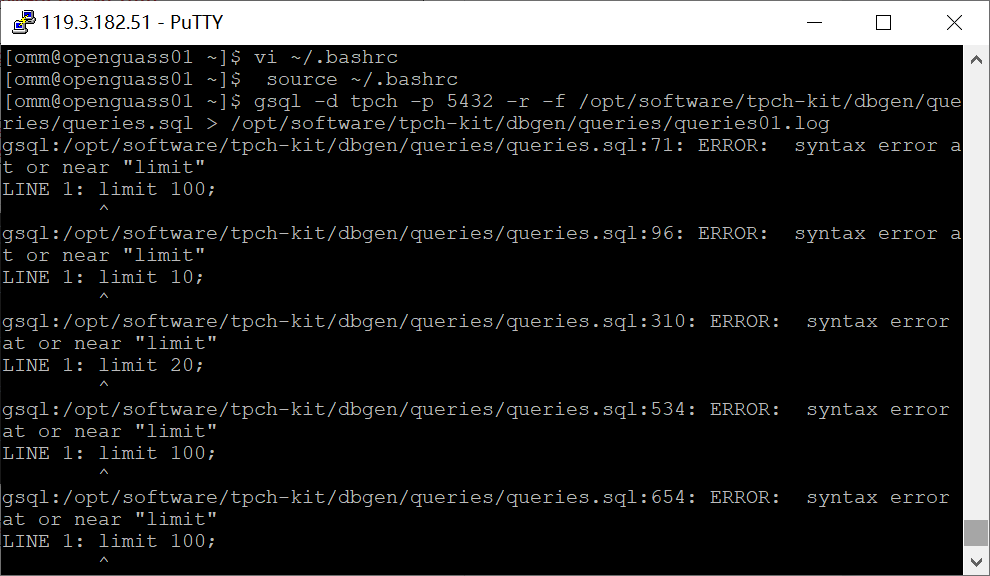 119.3.182.51 - PuTTY
[omm@openguass01 ~]$ vi ~/.bashrc
[omm@openguass01 ~]$  source ~/.bashrc
[omm@openguass01 ~]$ gsql -d tpch -p 5432 -r -f /opt/software/tpch-kit/dbgen/que
ries/queries.sql > /opt/software/tpch-kit/dbgen/queries/queries01.log
gsql:/opt/software/tpch-kit/dbgen/queries/queries.sql:71: ERROR:  syntax error a
t or near "limit"
LINE 1: limit 100;
        ^
gsql:/opt/software/tpch-kit/dbgen/queries/queries.sql:96: ERROR:  syntax error a
t or near "limit"
LINE 1: limit 10;
        ^
gsql:/opt/software/tpch-kit/dbgen/queries/queries.sql:310: ERROR:  syntax error
at or near "limit"
LINE 1: limit 20;
        ^
gsql:/opt/software/tpch-kit/dbgen/queries/queries.sql:534: ERROR:  syntax error
at or near "limit"
LINE 1: limit 100;
        ^
gsql:/opt/software/tpch-kit/dbgen/queries/queries.sql:654: ERROR:  syntax error
at or near "limit"
LINE 1: limit 100;
        ^